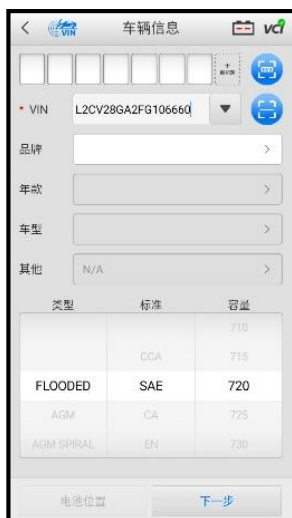 VIN 车辆信息 vci
* VIN L2CV28GA2FG106660
品牌
年款
车型
其他 N/A
类型 标准 容量
710
CCA 715
FLOODED SAE 720
AGM CA 725
AGM SPIRAL EN 730
电池位置 下一步